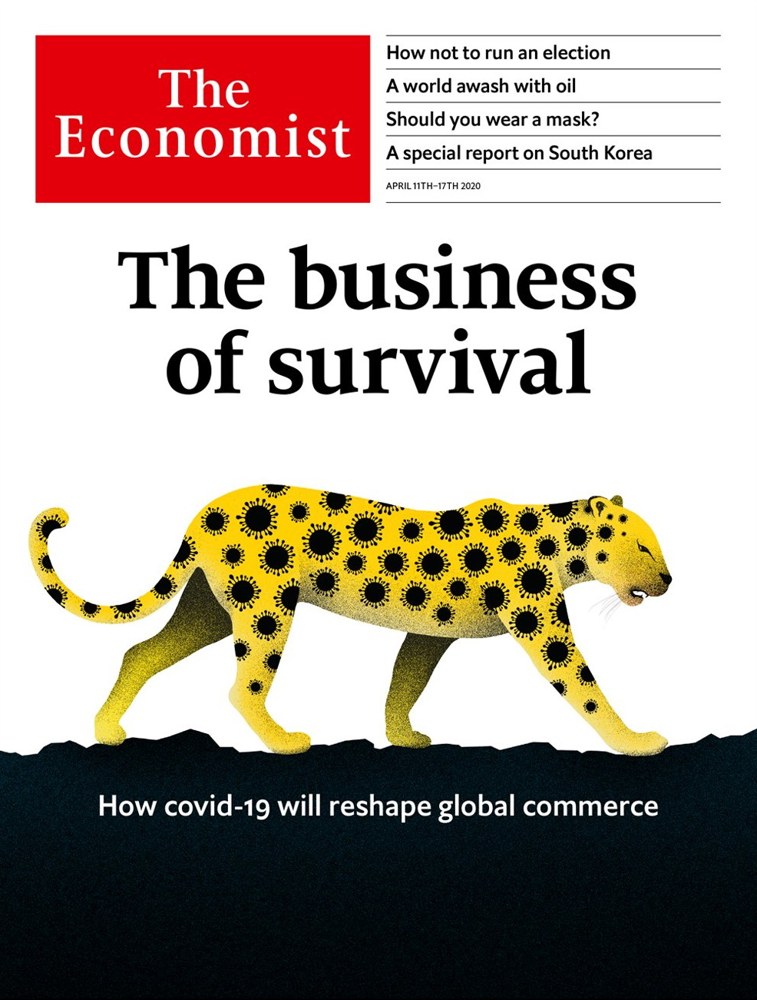 The
Economist
How not to run an election
A world awash with oil
Should you wear a mask?
A special report on South Korea
APRIL 11TH–17TH 2020
The business
of survival
How covid-19 will reshape global commerce